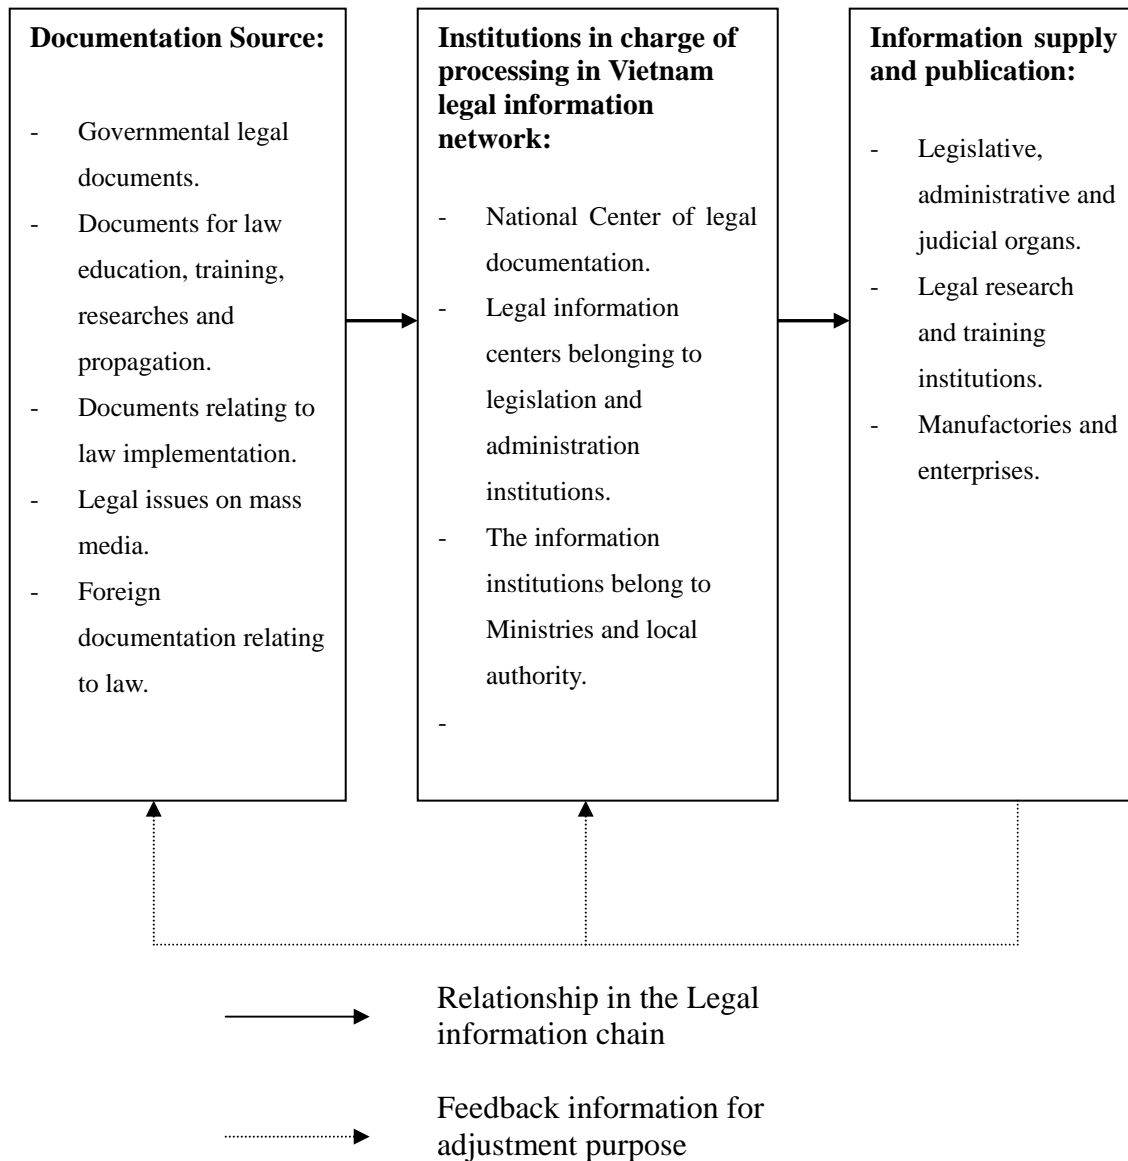 Documentation Source:
- Governmental legal
documents.
- Documents for law
education, training,
researches and
propagation.
- Documents relating to
law implementation.
- Legal issues on mass
media.
- Foreign
documentation relating
to law.
Institutions in charge of
processing in Vietnam
legal information
network:
- National Center of legal
documentation.
- Legal information
centers belonging to
legislation and
administration
institutions.
- The information
institutions belong to
Ministries and local
authority.
-
Information supply
and publication:
- Legislative,
administrative and
judicial organs.
- Legal research
and training
institutions.
- Manufactories and
enterprises.
Relationship in the Legal
information chain
Feedback information for
adjustment purpose